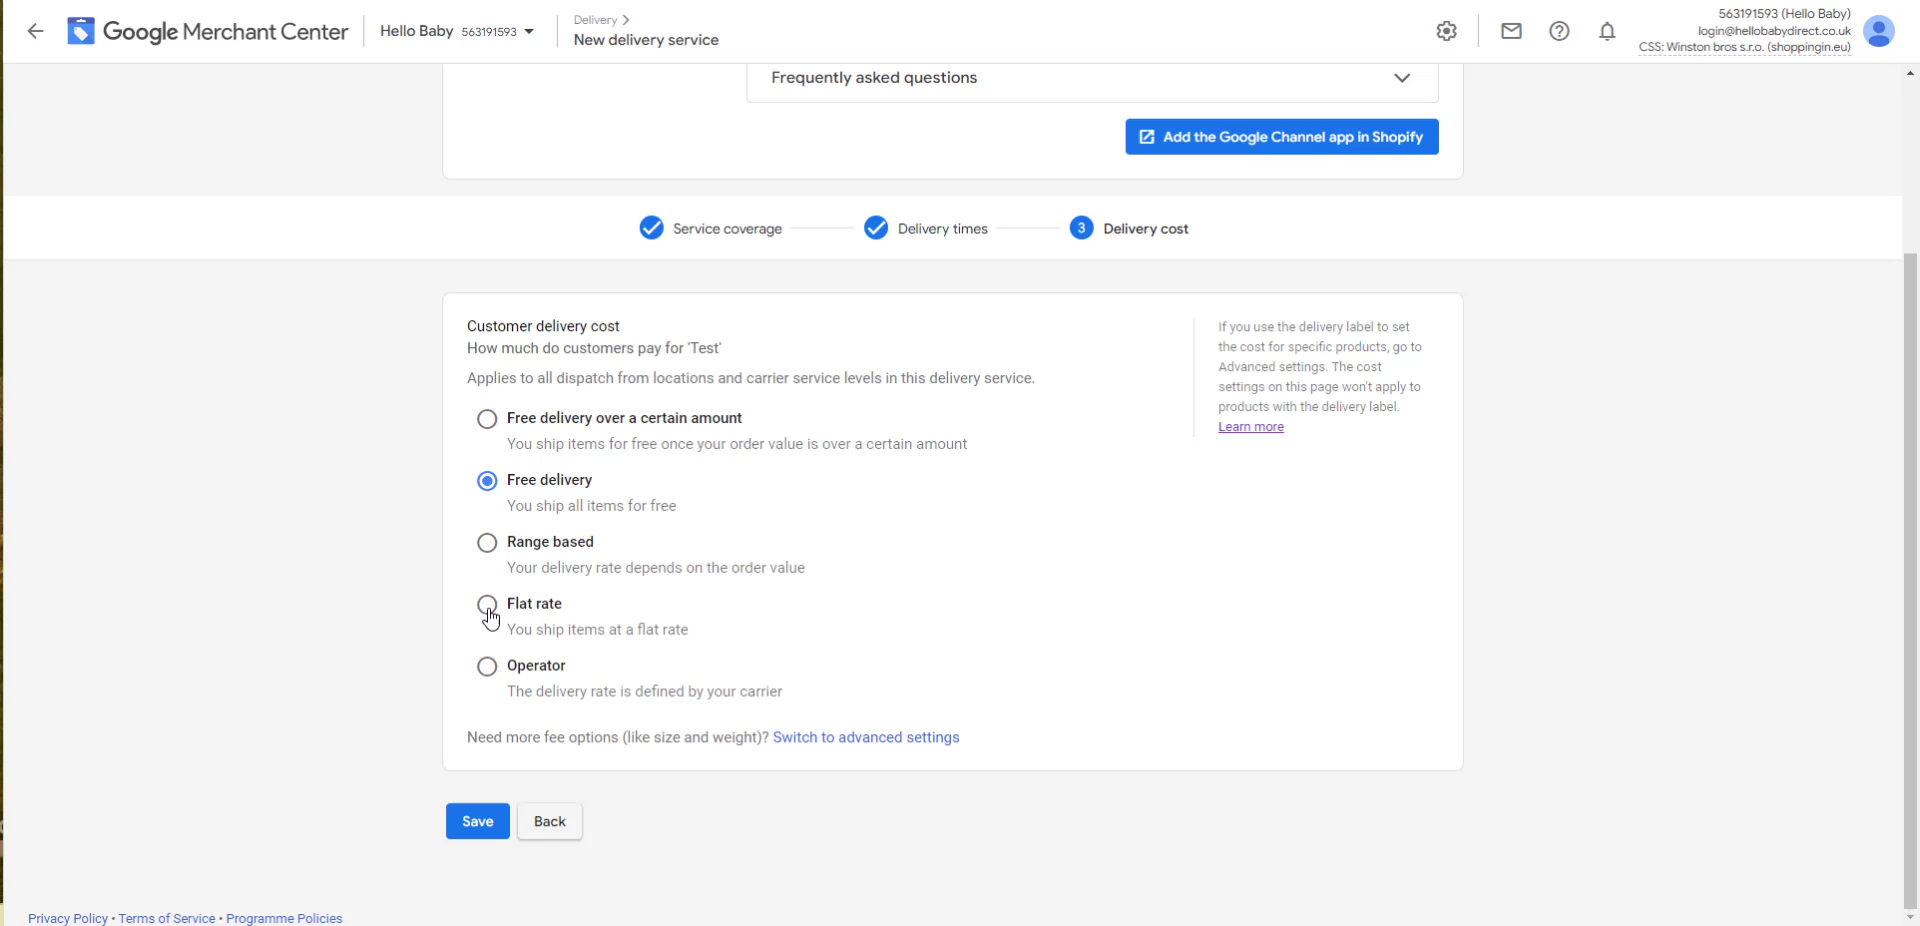 Google Merchant Center
Hello Baby 563191593
Delivery
New delivery service
563191593 (Hello Baby)
login@hellobabydirect.co.uk
CSS: Winston bros s.r.o. (shoppingin.eu)
Frequently asked questions
Add the Google Channel app in Shopify
Service coverage
Delivery times
3 Delivery cost
Customer delivery cost
How much do customers pay for 'Test'
Applies to all dispatch from locations and carrier service levels in this delivery service.
Free delivery over a certain amount
You ship items for free once your order value is over a certain amount
Free delivery
You ship all items for free
Range based
Your delivery rate depends on the order value
Flat rate
You ship items at a flat rate
Operator
The delivery rate is defined by your carrier
Need more fee options (like size and weight)? Switch to advanced settings
If you use the delivery label to set
the cost for specific products, go to
Advanced settings. The cost
settings on this page won't apply to
products with the delivery label.
Learn more
Save
Back
Privacy Policy • Terms of Service • Programme Policies